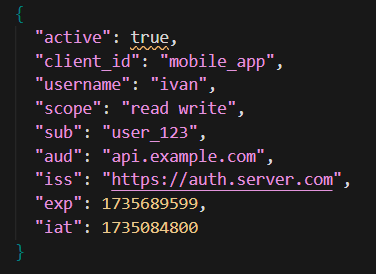 {
"active": true,
"client_id": "mobile_app",
"username": "ivan",
"scope": "read write",
"sub": "user_123",
"aud": "api.example.com",
"iss": "https://auth.server.com",
"exp": 1735689599,
"iat": 1735084800
}